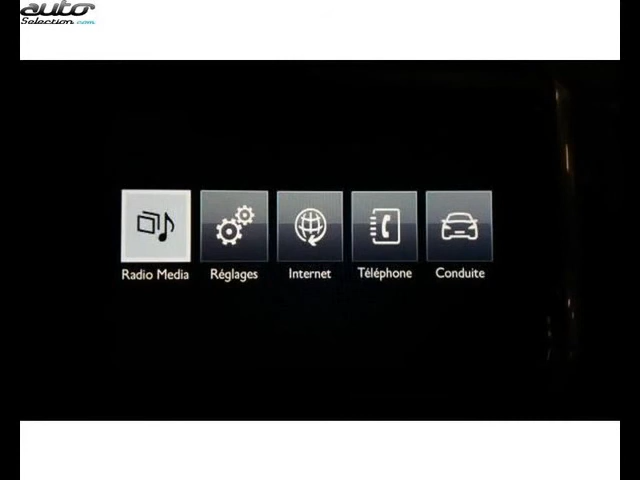 auto
Selection.com
Radio Media Réglages Internet Téléphone Conduite